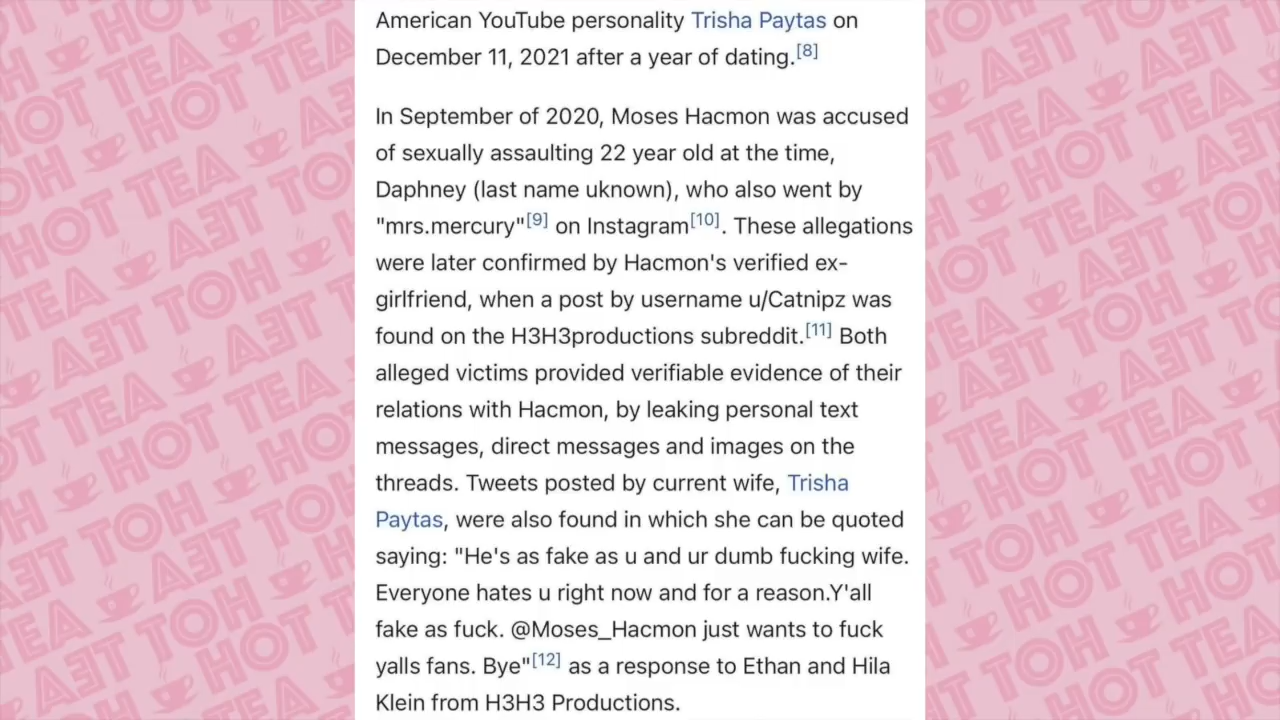 American YouTube personality Trisha Paytas on
December 11, 2021 after a year of dating.[8]
In September of 2020, Moses Hacmon was accused
of sexually assaulting 22 year old at the time,
Daphney (last name uknown), who also went by
"mrs.mercury"[9] on Instagram[10]. These allegations
were later confirmed by Hacmon's verified ex-
girlfriend, when a post by username u/Catnipz was
found on the H3H3productions subreddit.[11] Both
alleged victims provided verifiable evidence of their
relations with Hacmon, by leaking personal text
messages, direct messages and images on the
threads. Tweets posted by current wife, Trisha
Paytas, were also found in which she can be quoted
saying: "He's as fake as u and ur dumb fucking wife.
Everyone hates u right now and for a reason.Y'all
fake as fuck. @Moses_Hacmon just wants to fuck
yalls fans. Bye"[12] as a response to Ethan and Hila
Klein from H3H3 Productions.
HOT TEA